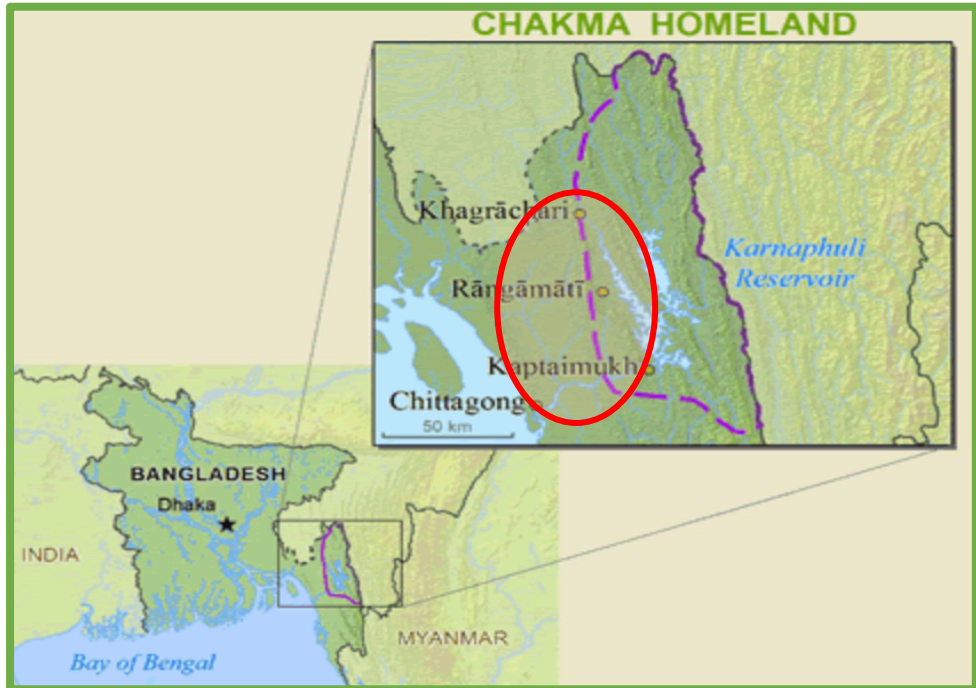 CHAKMA HOMELAND
Khagrāchari
Karnaphuli
Reservoir
Rāngāmātī
Kaptaimukh
Chittagong
50 km
BANGLADESH
Dhaka
INDIA
MYANMAR
Bay of Bengal